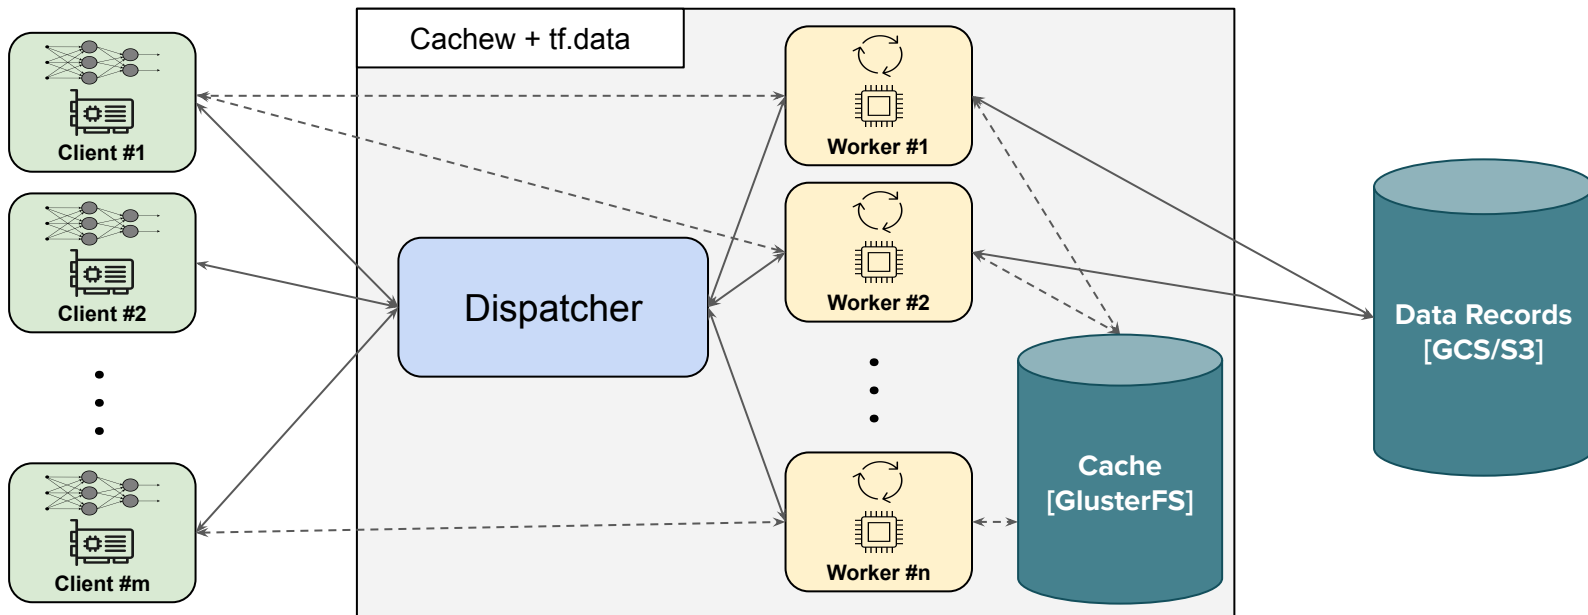 Cachew + tf.data
Client #1
Client #2
Client #m
Dispatcher
Worker #1
Worker #2
Worker #n
Cache
[GlusterFS]
Data Records
[GCS/S3]